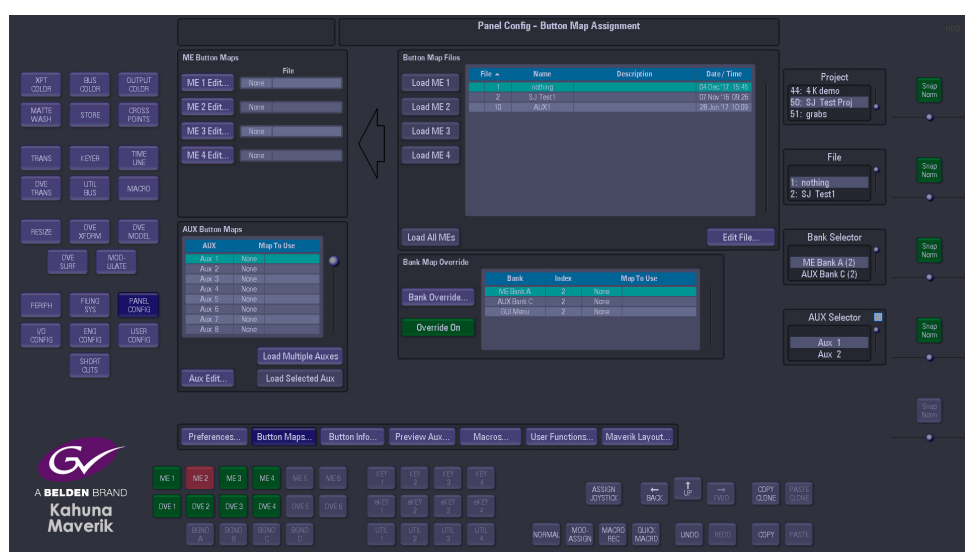 Panel Config - Button Map Assignment
HDD
XPT COLOR
BUS COLOR
OUTPUT COLOR
MATTE WASH
STORE
CROSS POINTS
TRANS
KEYER
TIME LINE
DVE TRANS
UTIL BUS
MACRO
RESIZE
DVE XFORM
DVE MODEL
DVE SURF
MOD- ULATE
PERIPH
FILING SYS
PANEL CONFIG
I/O CONFIG
ENG CONFIG
USER CONFIG
SHORT CUTS
ME Button Maps
File
ME 1 Edit... None
ME 2 Edit... None
ME 3 Edit... None
ME 4 Edit... None
AUX Button Maps
AUX Map To Use
Aux 1 None
Aux 2 None
Aux 3 None
Aux 4 None
Aux 5 None
Aux 6 None
Aux 7 None
Aux 8 None
Load Multiple Auxes
Aux Edit...
Load Selected Aux
Button Map Files
Load ME 1
Load ME 2
Load ME 3
Load ME 4
File Name Description Date / Time
1 nothing 04 Dec '17 15:45
2 SJ Test1 07 Nov '16 09:26
10 AUX1 28 Jun '17 10:09
Load All MEs
Edit File...
Bank Map Override
Bank Override...
Override On
Bank Index Map To Use
ME Bank A 2 None
AUX Bank C 2 None
GUI Menu 2 None
Project
44: 4K demo
50: SJ Test Proj
51: grabs
File
1: nothing
2: SJ Test1
Bank Selector
ME Bank A (2)
AUX Bank C (2)
AUX Selector
Aux 1
Aux 2
Snap Norm
Snap Norm
Snap Norm
Snap Norm
Snap Norm
Preferences...
Button Maps...
Button Info...
Preview Aux...
Macros...
User Functions...
Maverik Layout...
GV
A BELDEN BRAND
Kahuna
Maverik
ME 1 ME 2 ME 3 ME 4 ME 5 ME 6
DVE 1 DVE 2 DVE 3 DVE 4 DVE 5 DVE 6
BGND A
BGND B
BGND C
BGND D
KEY 1
KEY 2
KEY 3
KEY 4
eKEY 1
eKEY 2
eKEY 3
eKEY 4
UTIL 1
UTIL 2
UTIL 3
UTIL 4
ASSIGN JOYSTICK
BACK
UP
FWD
COPY CLONE
PASTE CLONE
NORMAL
MOD- ASSIGN
MACRO REC
QUICK MACRO
UNDO
REDO
COPY
PASTE